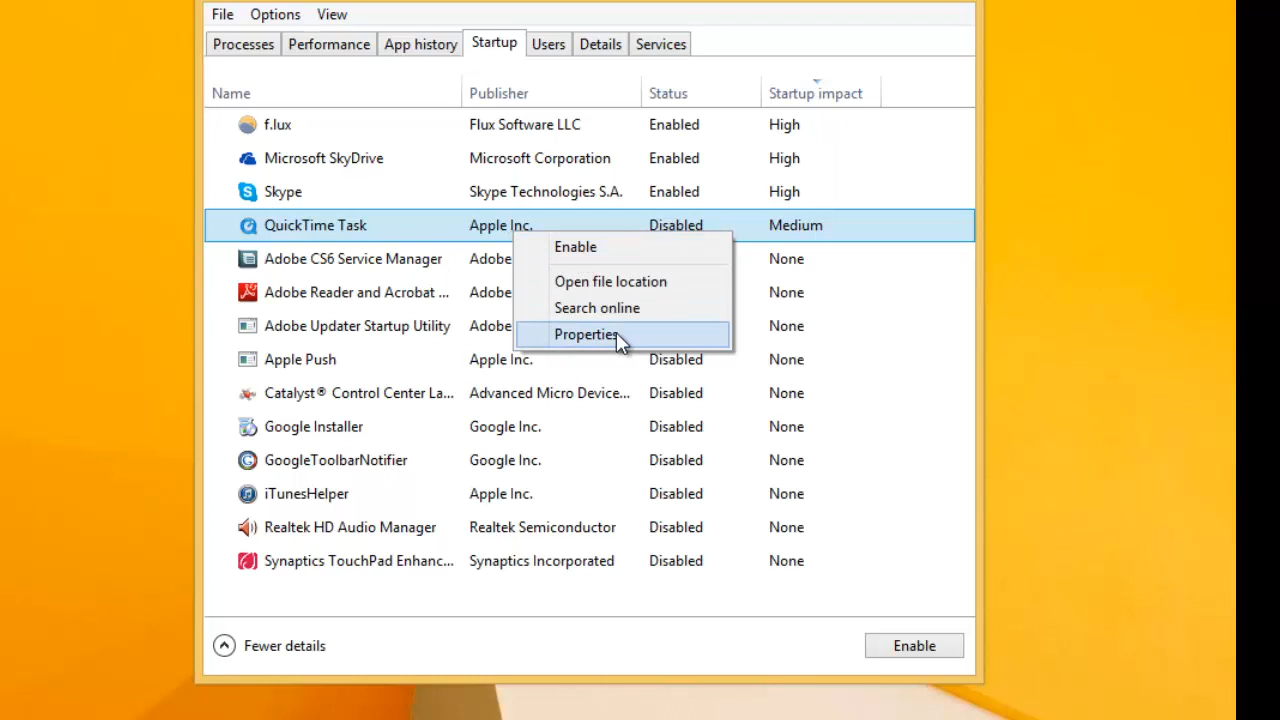 File Options View
Processes Performance App history Startup Users Details Services
Name Publisher Status Startup impact
f.lux Flux Software LLC Enabled High
Microsoft SkyDrive Microsoft Corporation Enabled High
Skype Skype Technologies S.A. Enabled High
QuickTime Task Apple Inc. Disabled Medium
Enable
Adobe CS6 Service Manager Adobe None
Open file location
Adobe Reader and Acrobat ... Adobe None
Search online
Adobe Updater Startup Utility Adobe None
Properties
Apple Push Apple Inc. Disabled None
Catalyst® Control Center La... Advanced Micro Device... Disabled None
Google Installer Google Inc. Disabled None
GoogleToolbarNotifier Google Inc. Disabled None
iTunesHelper Apple Inc. Disabled None
Realtek HD Audio Manager Realtek Semiconductor Disabled None
Synaptics TouchPad Enhanc... Synaptics Incorporated Disabled None
Fewer details Enable